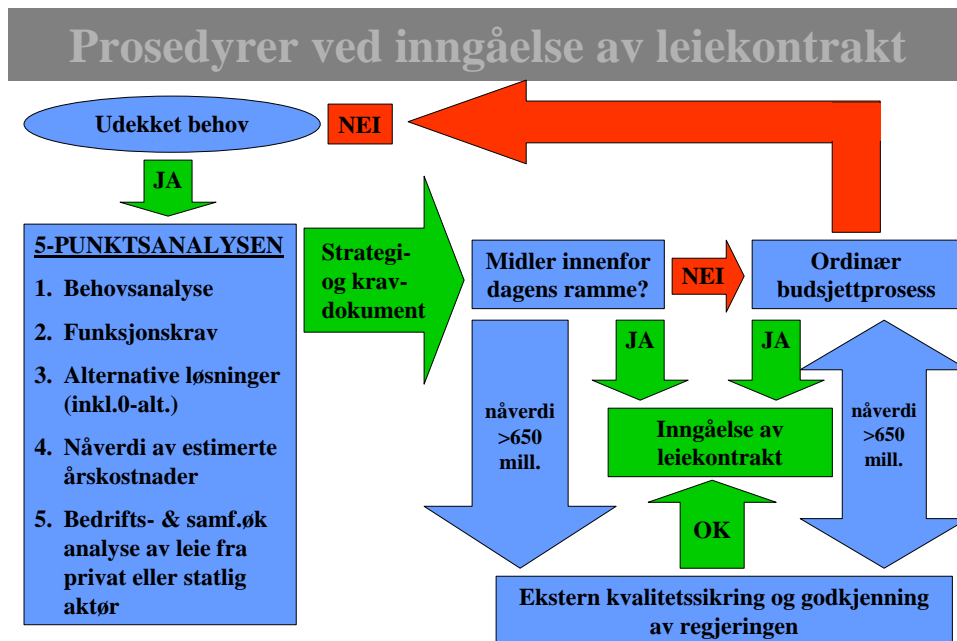 Prosedyrer ved inngåelse av leiekontrakt
Udekket behov
NEI
JA
5-PUNKTSANALYSEN
1. Behovsanalyse
2. Funksjonskrav
3. Alternative løsninger
(inkl.0-alt.)
4. Nåverdi av estimerte
årskostnader
5. Bedrifts- & samf.øk
analyse av leie fra
privat eller statlig
aktør
Strategi-
og krav-
dokument
Midler innenfor
dagens ramme?
NEI
Ordinær
budsjettprosess
JA
JA
nåverdi
>650
mill.
Inngåelse av
leiekontrakt
nåverdi
>650
mill.
OK
Ekstern kvalitetssikring og godkjenning
av regjeringen